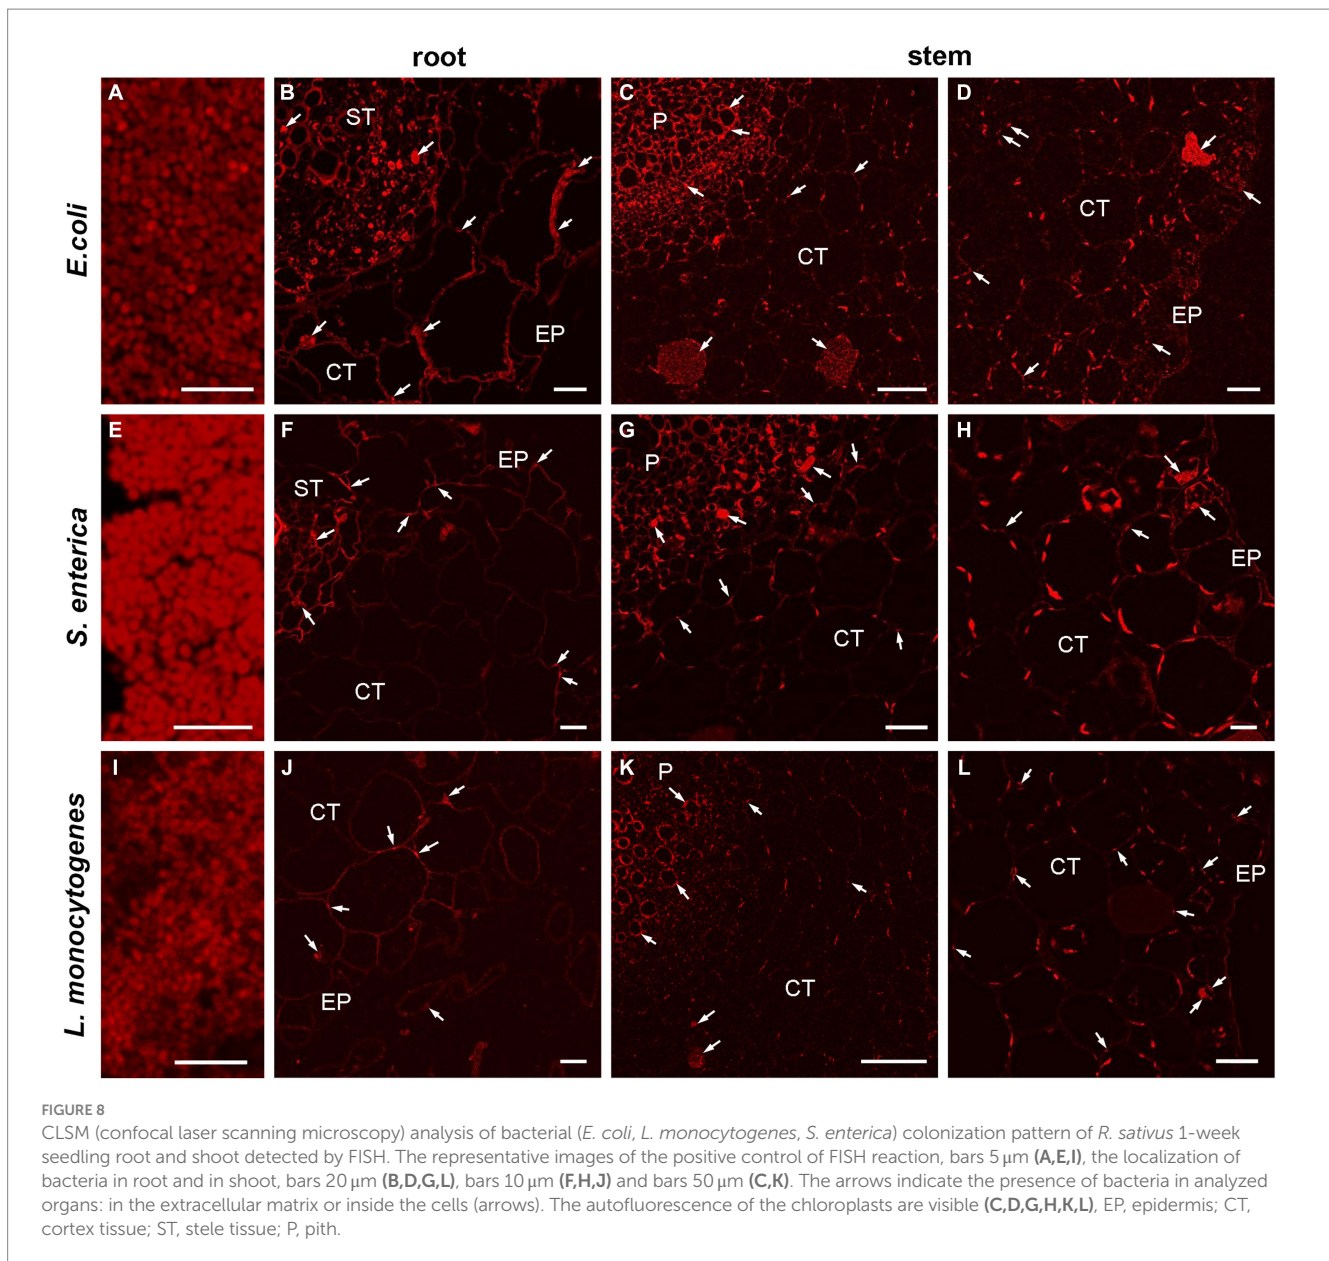 root
stem
E.coli
A
B
ST
CT
EP
C
P
CT
D
CT
EP
S. enterica
E
F
ST
EP
CT
G
P
CT
H
EP
CT
L. monocytogenes
I
J
CT
EP
K
P
CT
L
CT
EP
FIGURE 8
CLSM (confocal laser scanning microscopy) analysis of bacterial (E. coli, L. monocytogenes, S. enterica) colonization pattern of R. sativus 1-week
seedling root and shoot detected by FISH. The representative images of the positive control of FISH reaction, bars 5 μm (A,E,I), the localization of
bacteria in root and in shoot, bars 20 μm (B,D,G,L), bars 10 μm (F,H,J) and bars 50 μm (C,K). The arrows indicate the presence of bacteria in analyzed
organs: in the extracellular matrix or inside the cells (arrows). The autofluorescence of the chloroplasts are visible (C,D,G,H,K,L), EP, epidermis; CT,
cortex tissue; ST, stele tissue; P, pith.